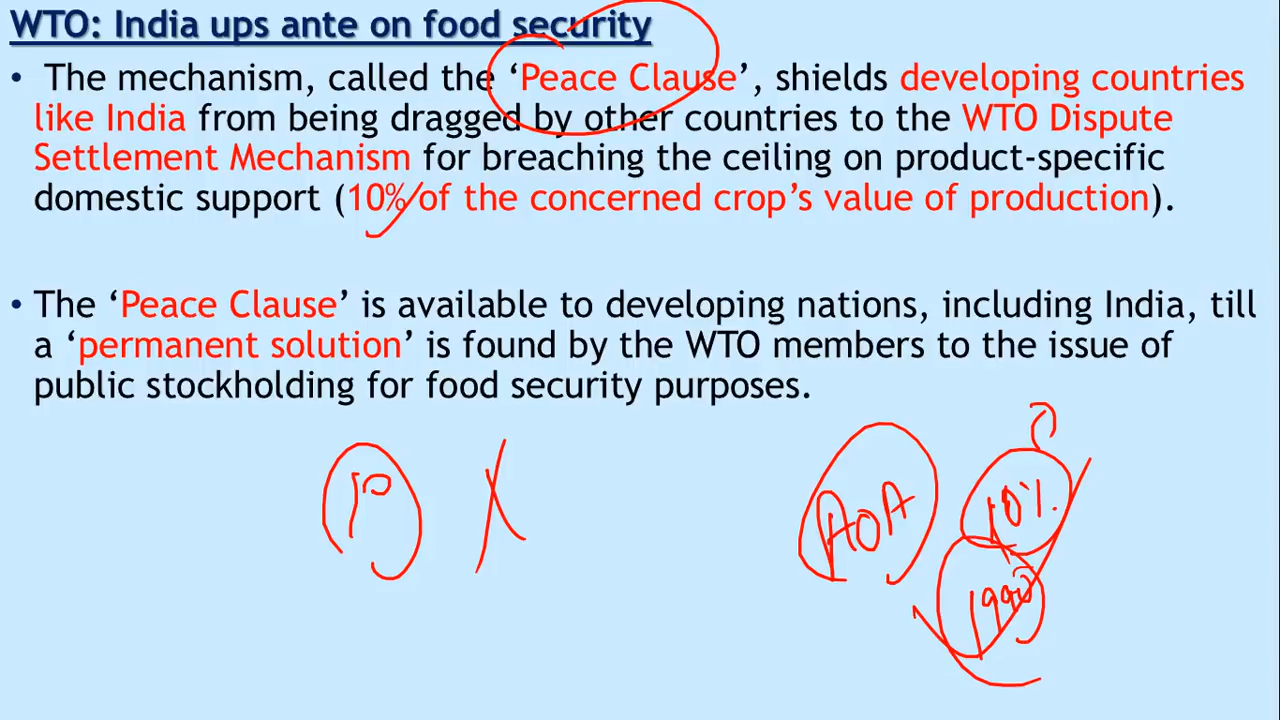 WTO: India ups ante on food security
• The mechanism, called the ‘Peace Clause’, shields developing countries
like India from being dragged by other countries to the WTO Dispute
Settlement Mechanism for breaching the ceiling on product-specific
domestic support (10% of the concerned crop’s value of production).
• The ‘Peace Clause’ is available to developing nations, including India, till
a ‘permanent solution’ is found by the WTO members to the issue of
public stockholding for food security purposes.
10
AOA 10%